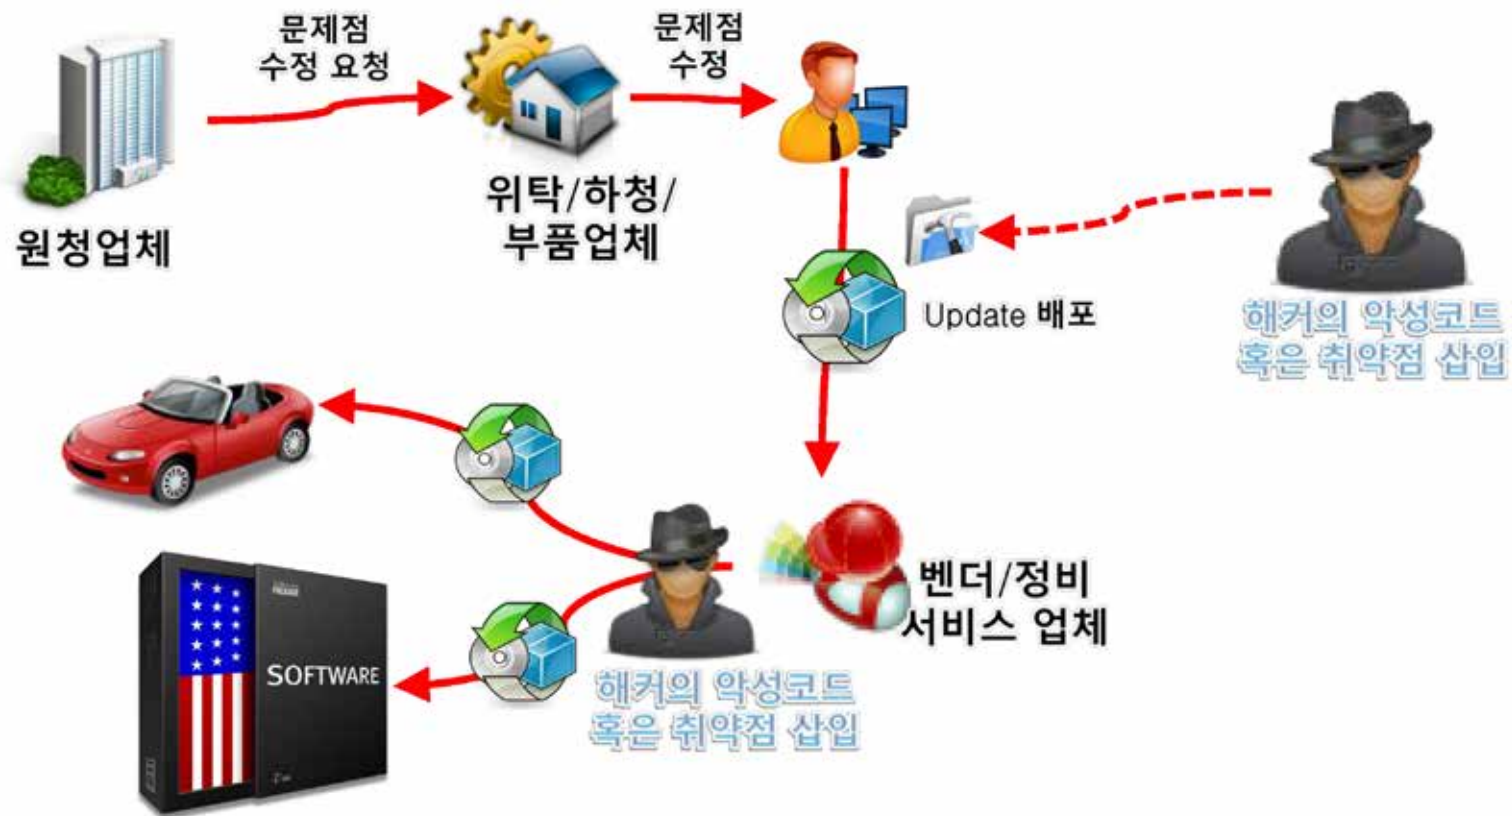 문제점
수정 요청
문제점
수정
원청업체
위탁/하청/
부품업체
Update 배포
해커의 악성코드
혹은 취약점 삽입
벤더/정비
서비스 업체
SOFTWARE
해커의 악성코드
혹은 취약점 삽입